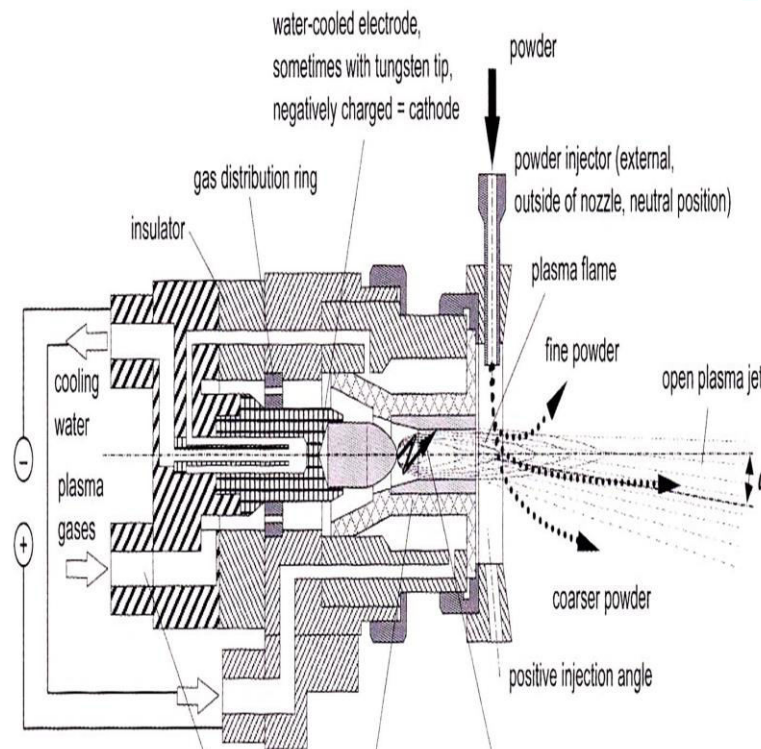 water-cooled electrode,
sometimes with tungsten tip,
negatively charged = cathode
powder
gas distribution ring
powder injector (external,
outside of nozzle, neutral position)
insulator
plasma flame
fine powder
open plasma jet
cooling
water
−
plasma
gases
+
coarser powder
positive injection angle